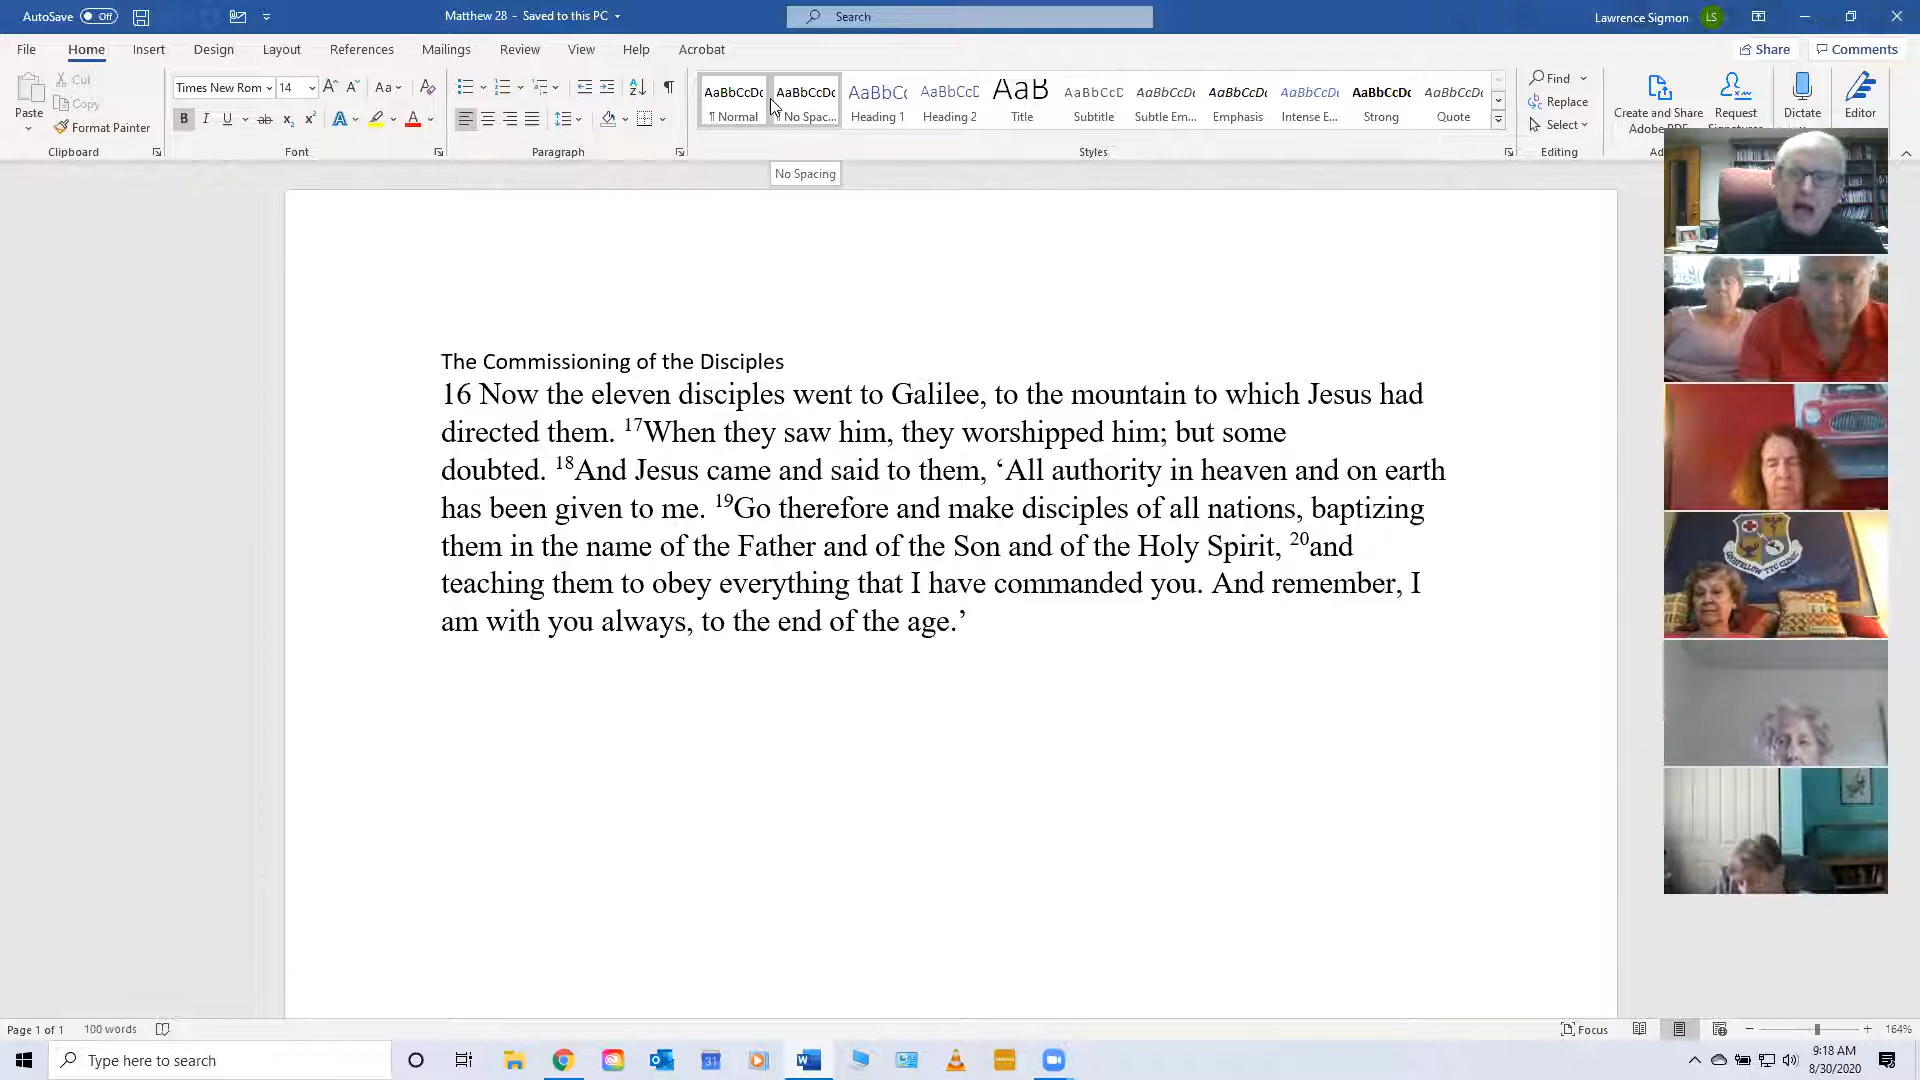 AutoSave Off
Matthew 28 - Saved to this PC
Search
Lawrence Sigmon LS
File Home Insert Design Layout References Mailings Review View Help Acrobat
Share Comments
Paste
Cut
Copy
Format Painter
Clipboard
Times New Rom 14
Font
Paragraph
AaBbCcDc AaBbCcDc AaBbCc AaBbCcD AaB AaBbCcD AaBbCcDc AaBbCcDc AaBbCcDc AaBbCcDc AaBbCcDc
¶ Normal ¶ No Spac... Heading 1 Heading 2 Title Subtitle Subtle Em... Emphasis Intense E... Strong Quote
Styles
Find
Replace
Select
Editing
Create and Share
Adobe PDF
Request
Signatures
Dictate
Editor
No Spacing
The Commissioning of the Disciples
16 Now the eleven disciples went to Galilee, to the mountain to which Jesus had
directed them. 17When they saw him, they worshipped him; but some
doubted. 18And Jesus came and said to them, ‘All authority in heaven and on earth
has been given to me. 19Go therefore and make disciples of all nations, baptizing
them in the name of the Father and of the Son and of the Holy Spirit, 20and
teaching them to obey everything that I have commanded you. And remember, I
am with you always, to the end of the age.’
Page 1 of 1 100 words
Focus
164%
Type here to search
9:18 AM
8/30/2020